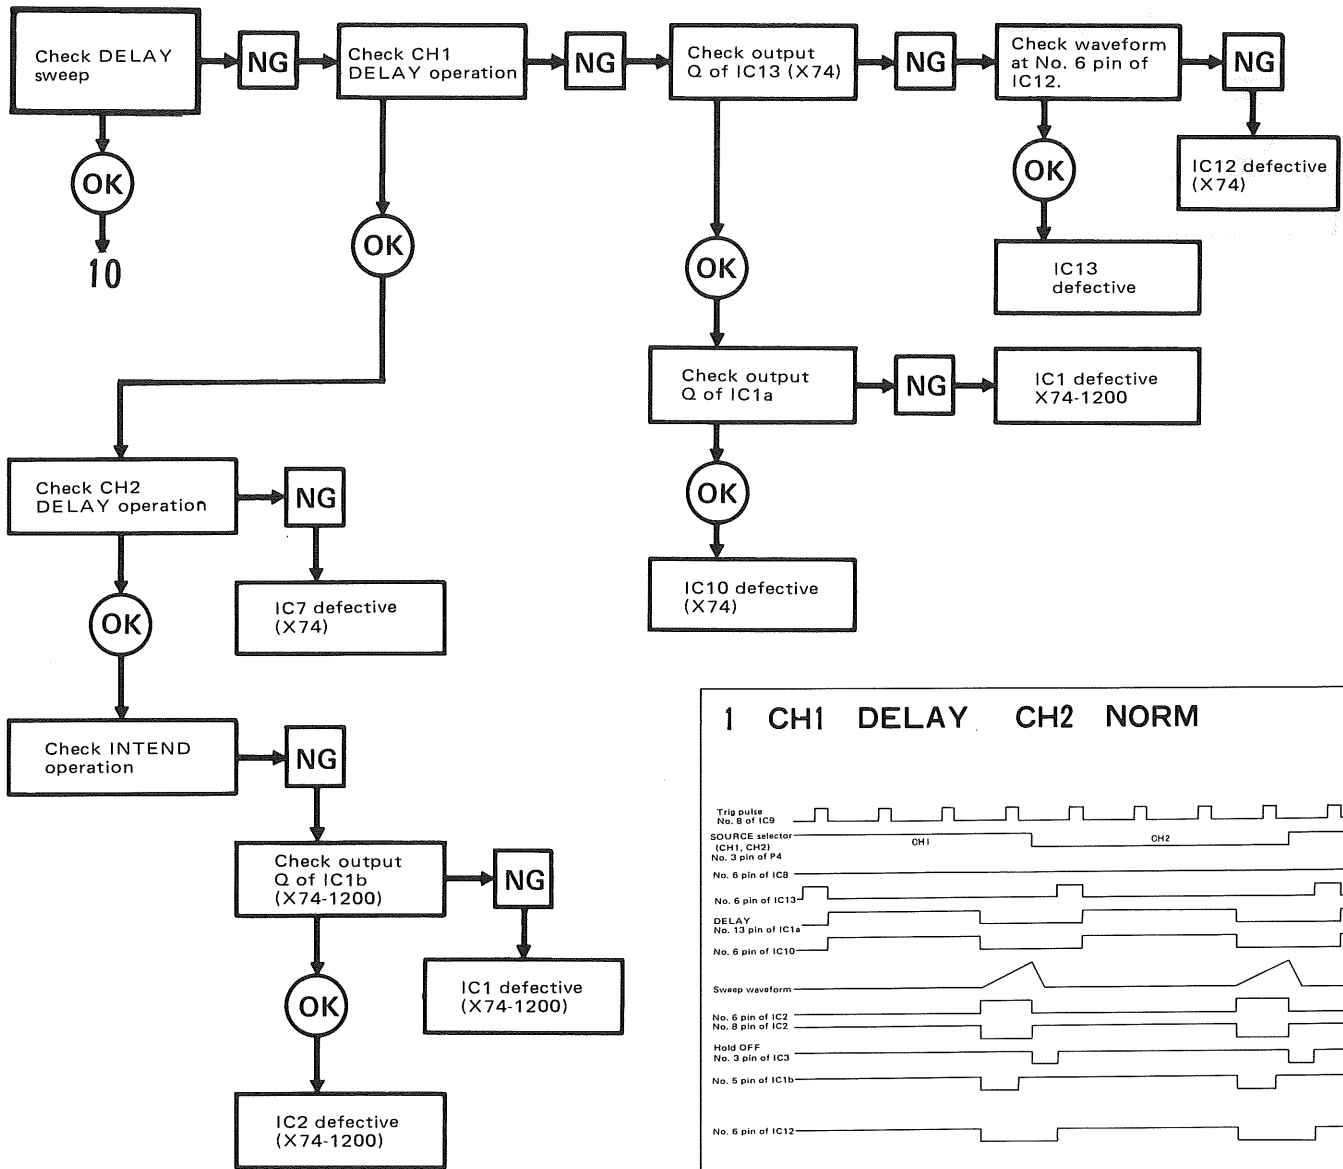 Check DELAY
sweep
NG
Check CH1
DELAY operation
NG
Check output
Q of IC13 (X74)
NG
Check waveform
at No. 6 pin of
IC12.
NG
OK
10
OK
OK
OK
IC12 defective
(X74)
IC13
defective
Check output
Q of IC1a
NG
IC1 defective
X74-1200
OK
IC10 defective
(X74)
Check CH2
DELAY operation
NG
IC7 defective
(X74)
OK
Check INTEND
operation
NG
Check output
Q of IC1b
(X74-1200)
NG
IC1 defective
(X74-1200)
OK
IC2 defective
(X74-1200)
1 CH1 DELAY CH2 NORM
Trig pulse
No. 8 of IC9
SOURCE selector
(CH1, CH2)
No. 3 pin of P4
CH1
CH2
No. 6 pin of IC8
No. 6 pin of IC13
DELAY
No. 13 pin of IC1a
No. 6 pin of IC10
Sweep waveform
No. 6 pin of IC2
No. 8 pin of IC2
Hold OFF
No. 3 pin of IC3
No. 5 pin of IC1b
No. 6 pin of IC12